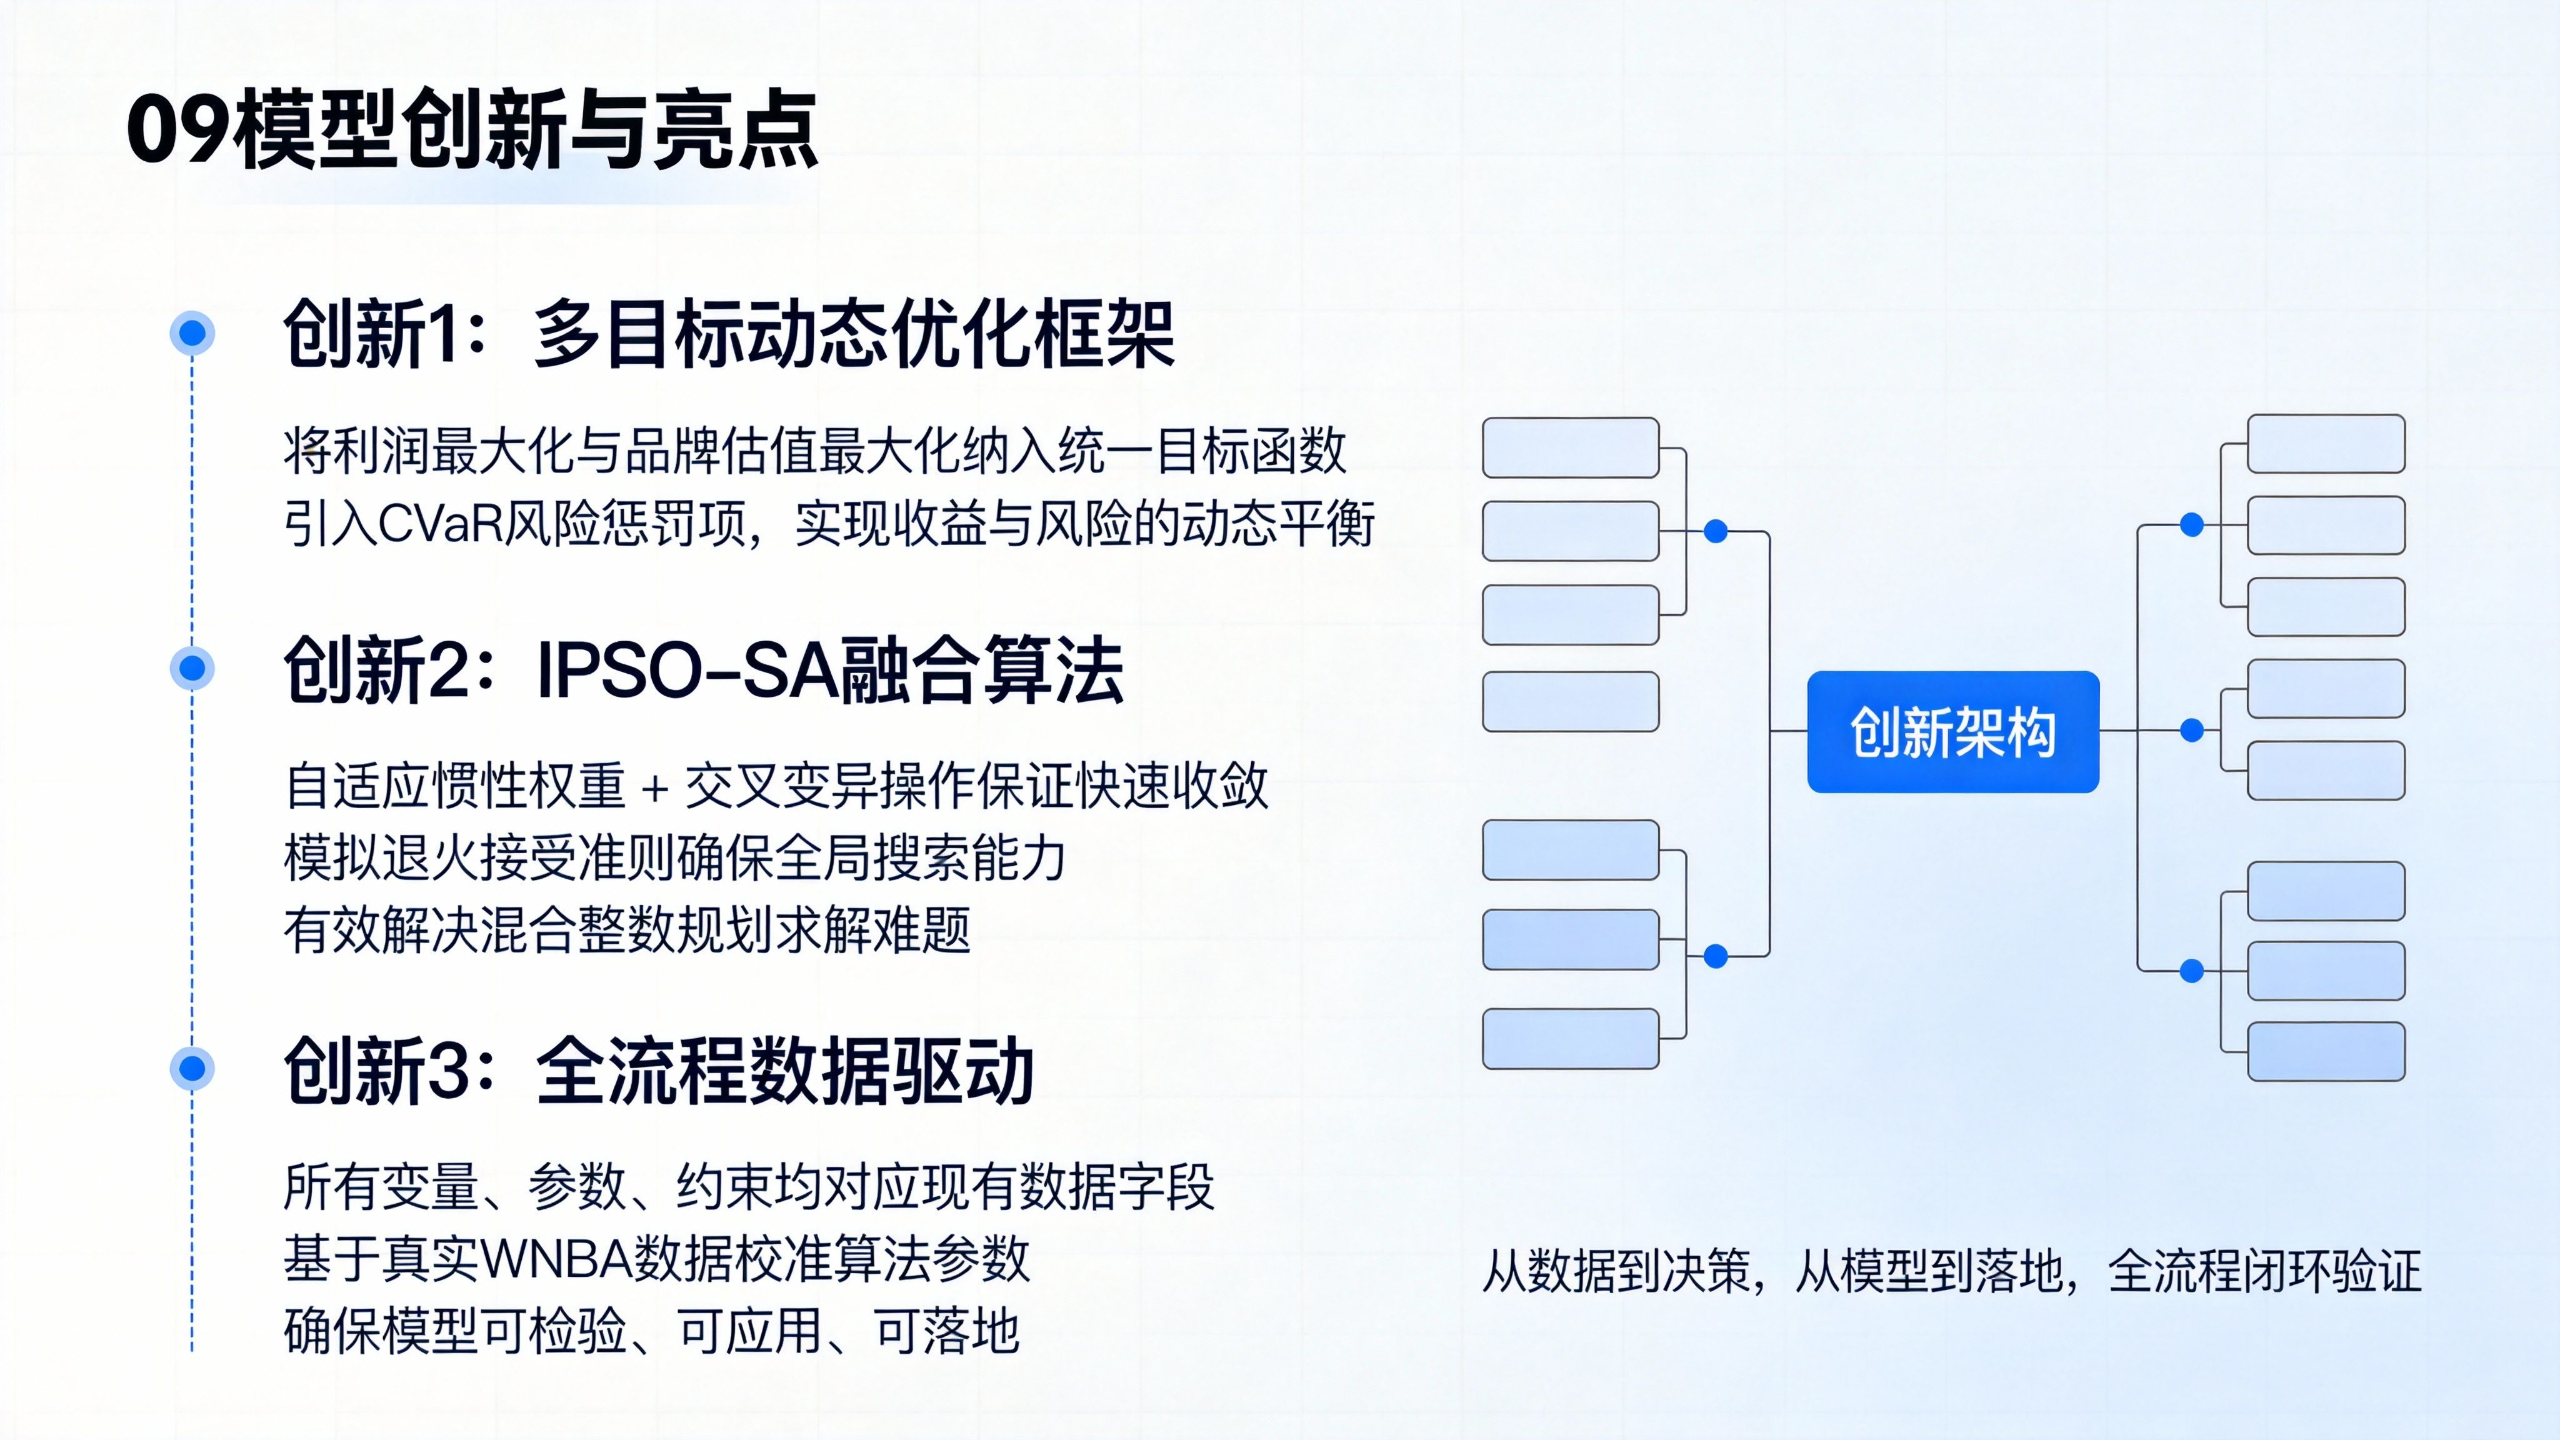 09模型创新与亮点
创新1：多目标动态优化框架
将利润最大化与品牌估值最大化纳入统一目标函数
引入CVaR风险惩罚项，实现收益与风险的动态平衡
创新2：IPSO-SA融合算法
自适应惯性权重 + 交叉变异操作保证快速收敛
模拟退火接受准则确保全局搜索能力
有效解决混合整数规划求解难题
创新3：全流程数据驱动
所有变量、参数、约束均对应现有数据字段
基于真实WNBA数据校准算法参数
确保模型可检验、可应用、可落地
创新架构
从数据到决策，从模型到落地，全流程闭环验证